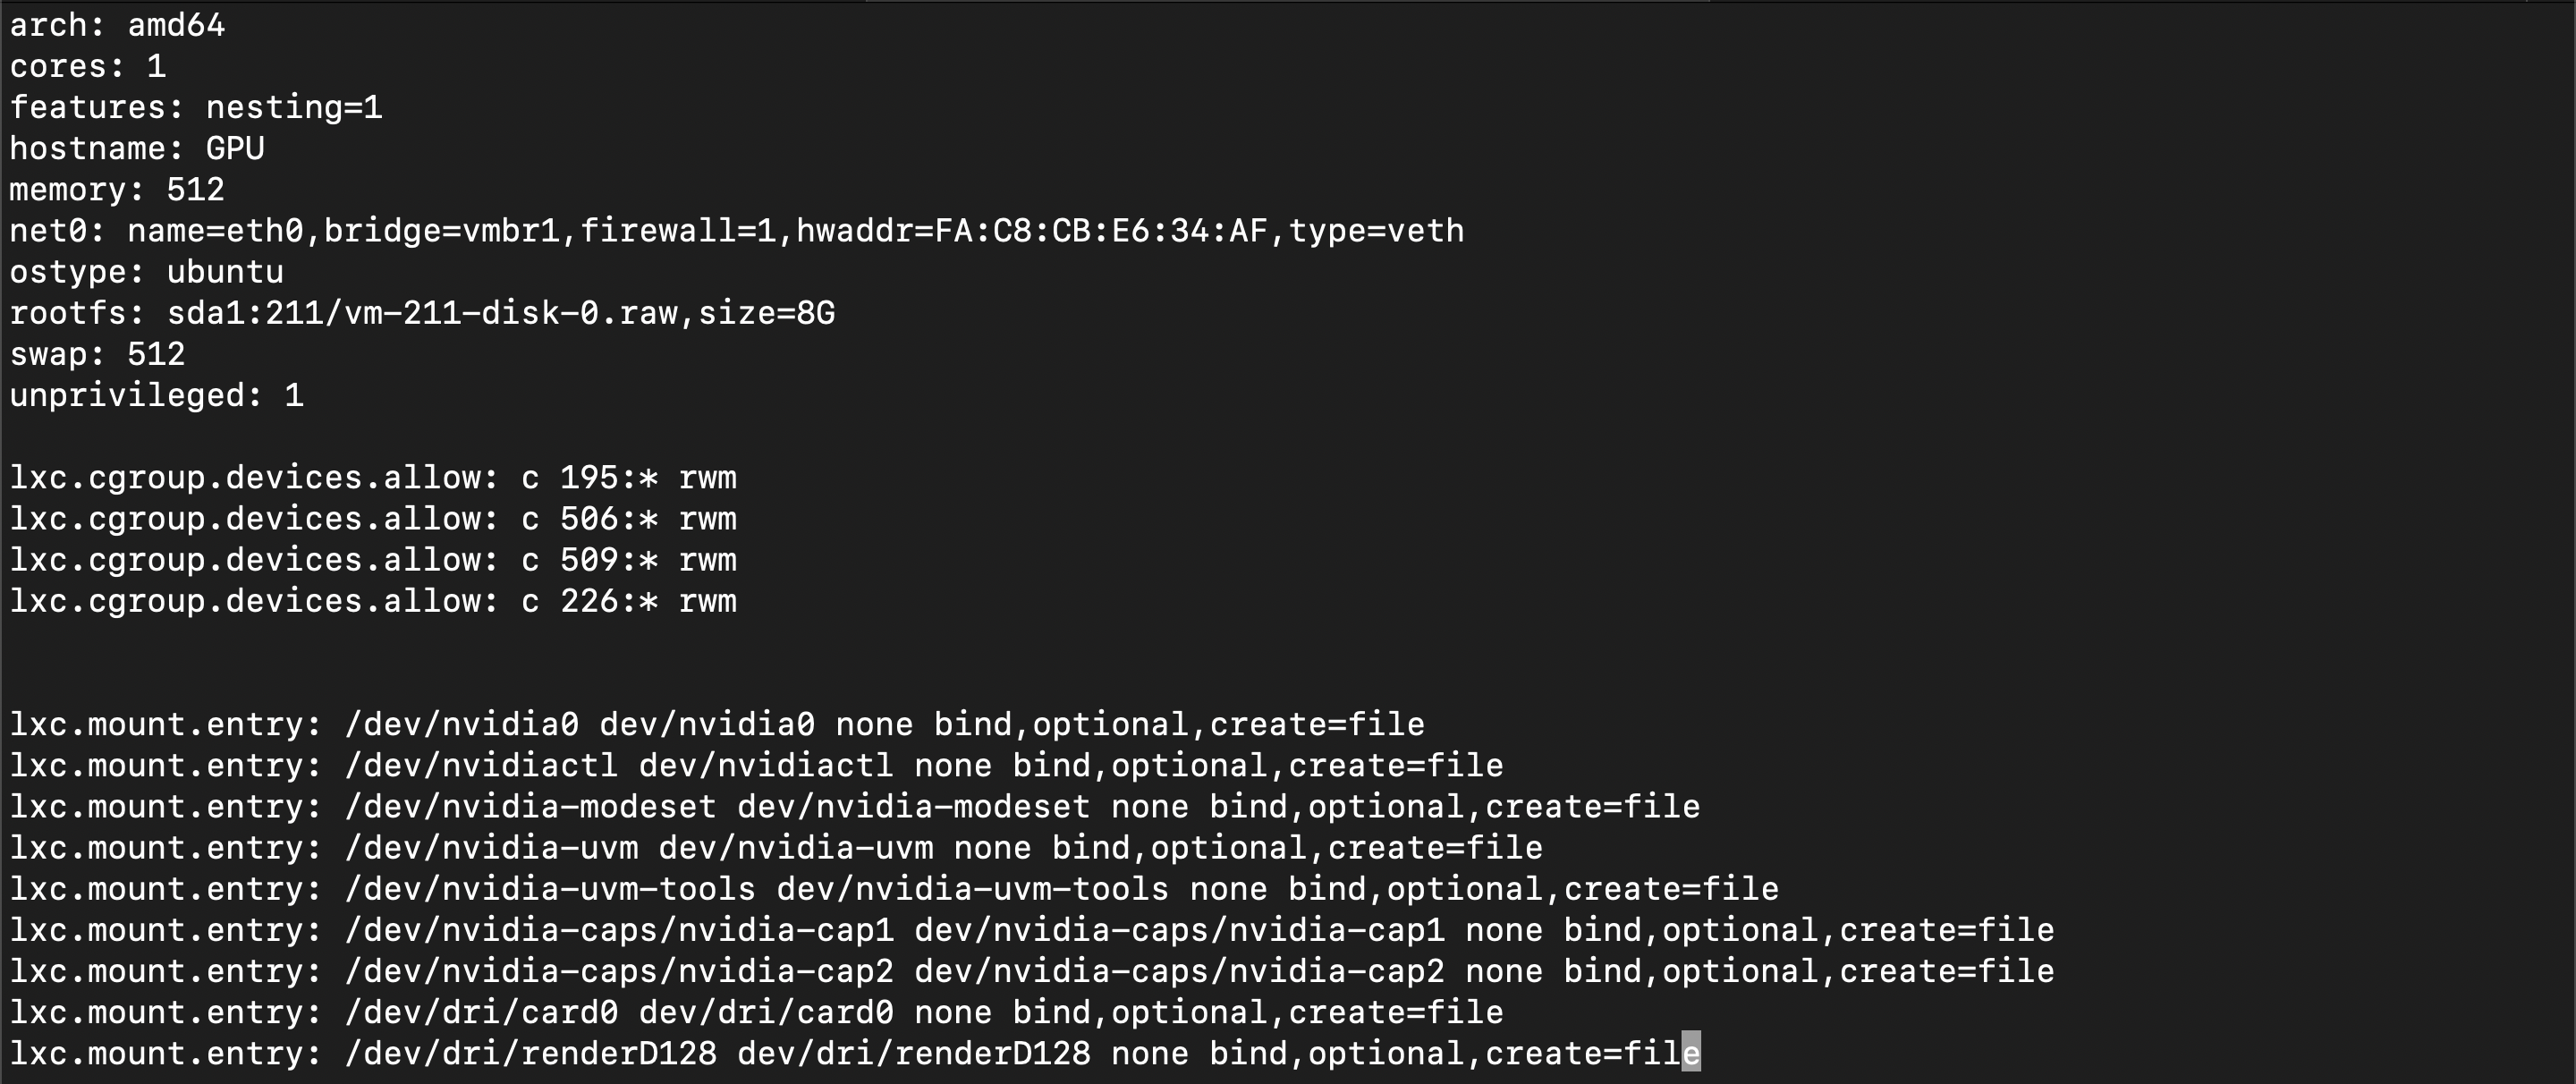 arch: amd64
cores: 1
features: nesting=1
hostname: GPU
memory: 512
net0: name=eth0,bridge=vmbr1,firewall=1,hwaddr=FA:C8:CB:E6:34:AF,type=veth
ostype: ubuntu
rootfs: sda1:211/vm-211-disk-0.raw,size=8G
swap: 512
unprivileged: 1
lxc.cgroup.devices.allow: c 195:* rwm
lxc.cgroup.devices.allow: c 506:* rwm
lxc.cgroup.devices.allow: c 509:* rwm
lxc.cgroup.devices.allow: c 226:* rwm
lxc.mount.entry: /dev/nvidia0 dev/nvidia0 none bind,optional,create=file
lxc.mount.entry: /dev/nvidiactl dev/nvidiactl none bind,optional,create=file
lxc.mount.entry: /dev/nvidia-modeset dev/nvidia-modeset none bind,optional,create=file
lxc.mount.entry: /dev/nvidia-uvm dev/nvidia-uvm none bind,optional,create=file
lxc.mount.entry: /dev/nvidia-uvm-tools dev/nvidia-uvm-tools none bind,optional,create=file
lxc.mount.entry: /dev/nvidia-caps/nvidia-cap1 dev/nvidia-caps/nvidia-cap1 none bind,optional,create=file
lxc.mount.entry: /dev/nvidia-caps/nvidia-cap2 dev/nvidia-caps/nvidia-cap2 none bind,optional,create=file
lxc.mount.entry: /dev/dri/card0 dev/dri/card0 none bind,optional,create=file
lxc.mount.entry: /dev/dri/renderD128 dev/dri/renderD128 none bind,optional,create=file